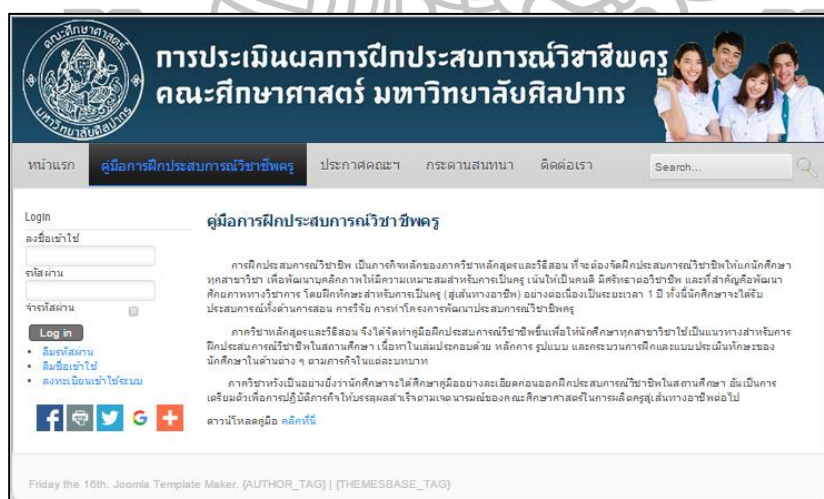 คณะศึกษาศาสตร์
มหาวิทยาลัยศิลปากร
การประเมินผลการฝึกประสบการณ์วิชาชีพครู
คณะศึกษาศาสตร์ มหาวิทยาลัยศิลปากร
หน้าแรก คู่มือการฝึกประสบการณ์วิชาชีพครู ประกาศคณะฯ กระดานสนทนา ติดต่อเรา Search...
Login
ลงชื่อเข้าใช้
รหัสผ่าน
จำรหัสผ่าน
Log in
ลืมรหัสผ่าน
ลืมชื่อเข้าใช้
ลงทะเบียนเข้าใช้ระบบ
คู่มือการฝึกประสบการณ์วิชาชีพครู
การฝึกประสบการณ์วิชาชีพ เป็นภารกิจหลักของภาควิชาหลักสูตรและวิธีสอน ที่จะต้องจัดฝึกประสบการณ์วิชาชีพให้แก่นักศึกษา
ทุกสาขาวิชา เพื่อพัฒนาบุคลิกภาพให้มีความเหมาะสมสำหรับการเป็นครู เน้นให้เป็นคนดี มีศรัทธาต่อวิชาชีพ และที่สำคัญคือพัฒนา
ศักยภาพทางวิชาการ โดยฝึกทักษะสำหรับการเป็นครู (สู่เส้นทางอาชีพ) อย่างต่อเนื่องเป็นระยะเวลา 1 ปี ทั้งนี้นักศึกษาจะได้รับ
ประสบการณ์ทั้งด้านการสอน การวิจัย การทำโครงการพัฒนาประสบการณ์วิชาชีพครู
ภาควิชาหลักสูตรและวิธีสอน จึงได้จัดทำคู่มือฝึกประสบการณ์วิชาชีพขึ้นเพื่อให้นักศึกษาทุกสาขาวิชาใช้เป็นแนวทางสำหรับการ
ฝึกประสบการณ์วิชาชีพในสถานศึกษา เนื้อหาในเล่มประกอบด้วย หลักการ รูปแบบ และกระบวนการฝึกและแบบประเมินทักษะของ
นักศึกษาในด้านต่าง ๆ ตามภารกิจในแต่ละบทบาท
ภาควิชาหวังเป็นอย่างยิ่งว่านักศึกษาจะได้ศึกษาคู่มืออย่างละเอียดก่อนออกฝึกประสบการณ์วิชาชีพในสถานศึกษา อันเป็นการ
เตรียมตัวเพื่อการปฏิบัติภารกิจให้บรรลุผลสำเร็จตามเจตนารมณ์ของคณะศึกษาศาสตร์ในการผลิตครูสู่เส้นทางอาชีพต่อไป
ดาวน์โหลดคู่มือ คลิกที่นี่
Friday the 16th. Joomla Template Maker. {AUTHOR_TAG} | {THEMESBASE_TAG}